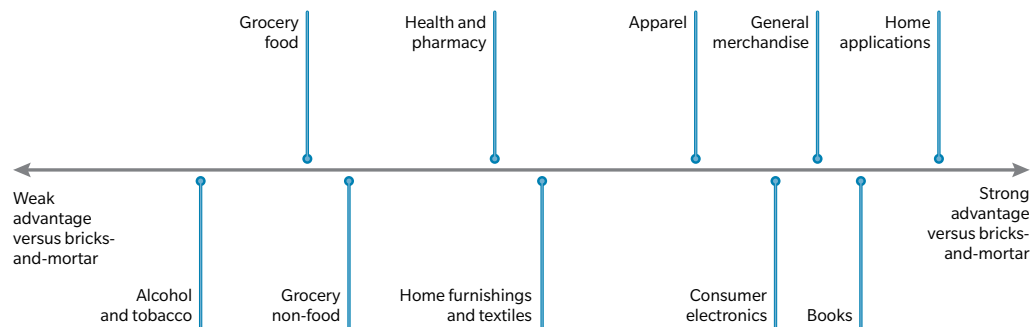 Grocery
food
Health and
pharmacy
Apparel
General
merchandise
Home
applications
Weak
advantage
versus bricks-
and-mortar
Strong
advantage
versus bricks-
and-mortar
Alcohol
and tobacco
Grocery
non-food
Home furnishings
and textiles
Consumer
electronics
Books